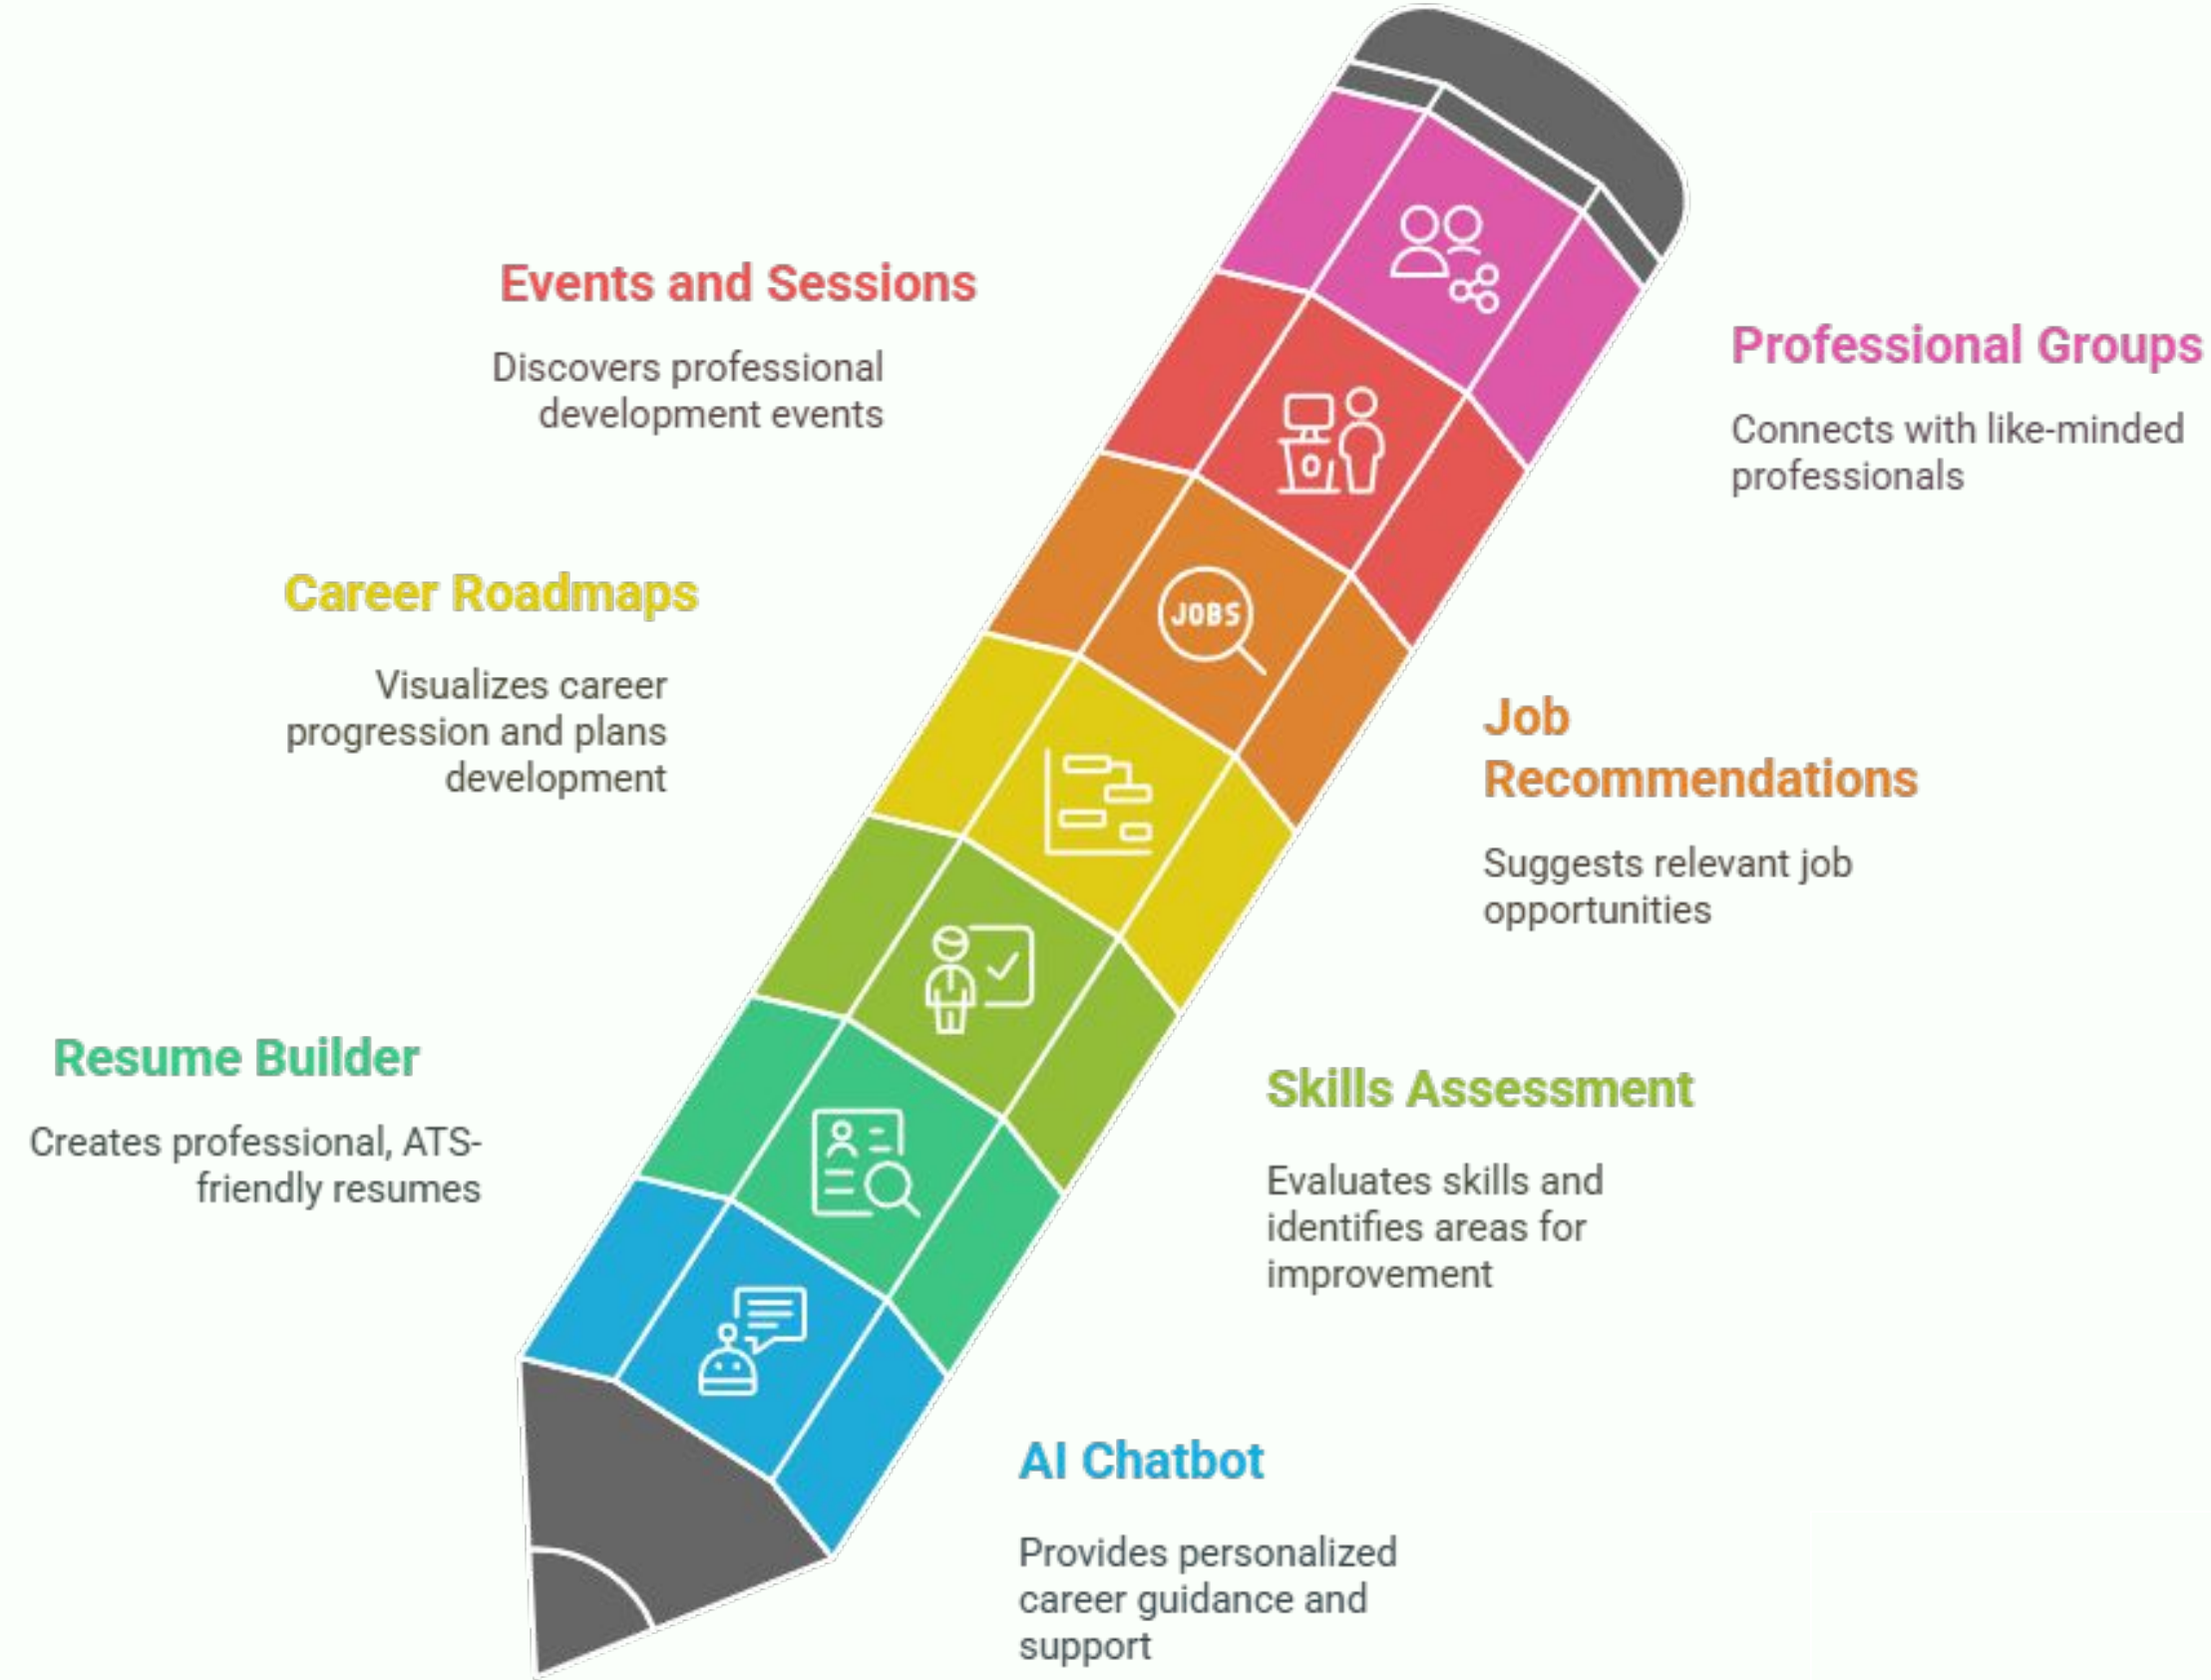 Events and Sessions
Discovers professional
development events
Professional Groups
Connects with like-minded
professionals
JOBS
Career Roadmaps
Visualizes career
progression and plans
development
Job
Recommendations
Suggests relevant job
opportunities
Resume Builder
Creates professional, ATS-
friendly resumes
Skills Assessment
Evaluates skills and
identifies areas for
improvement
AI Chatbot
Provides personalized
career guidance and
support